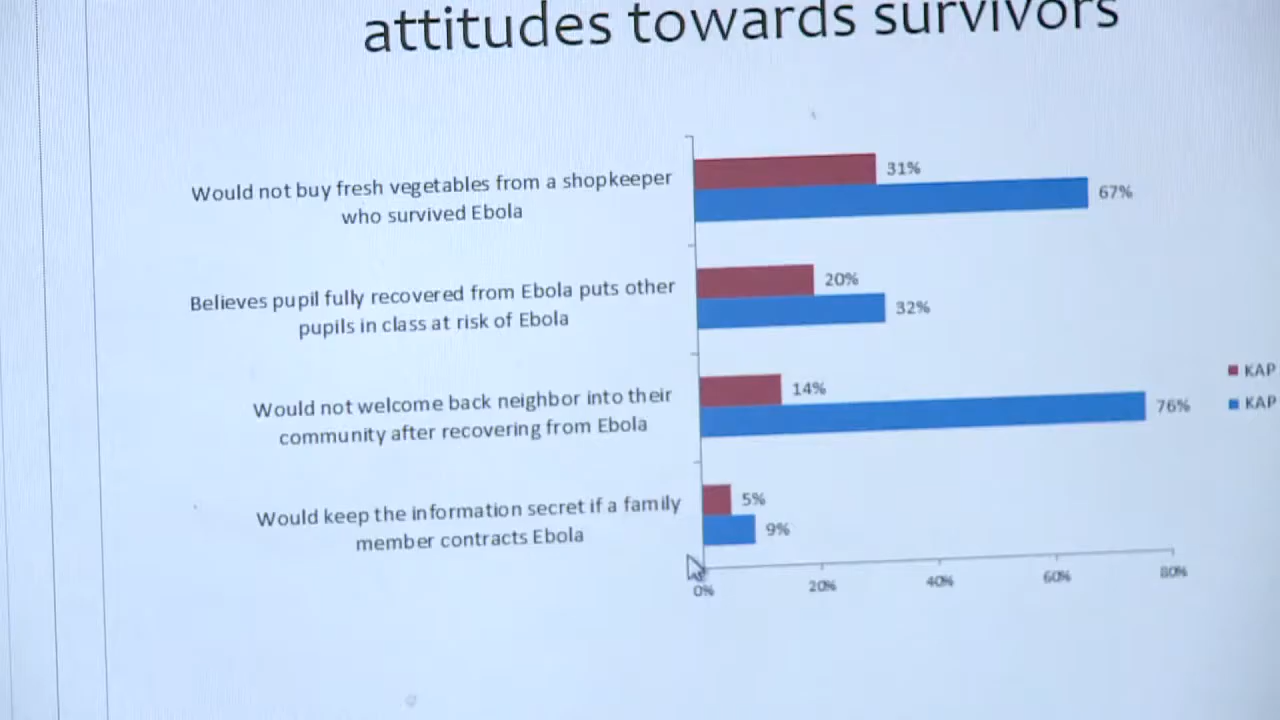 attitudes towards survivors
Would not buy fresh vegetables from a shopkeeper
who survived Ebola
31%
67%
Believes pupil fully recovered from Ebola puts other
pupils in class at risk of Ebola
20%
32%
Would not welcome back neighbor into their
community after recovering from Ebola
14%
76%
Would keep the information secret if a family
member contracts Ebola
5%
9%
0%
20%
40%
60%
80%
KAP
KAP